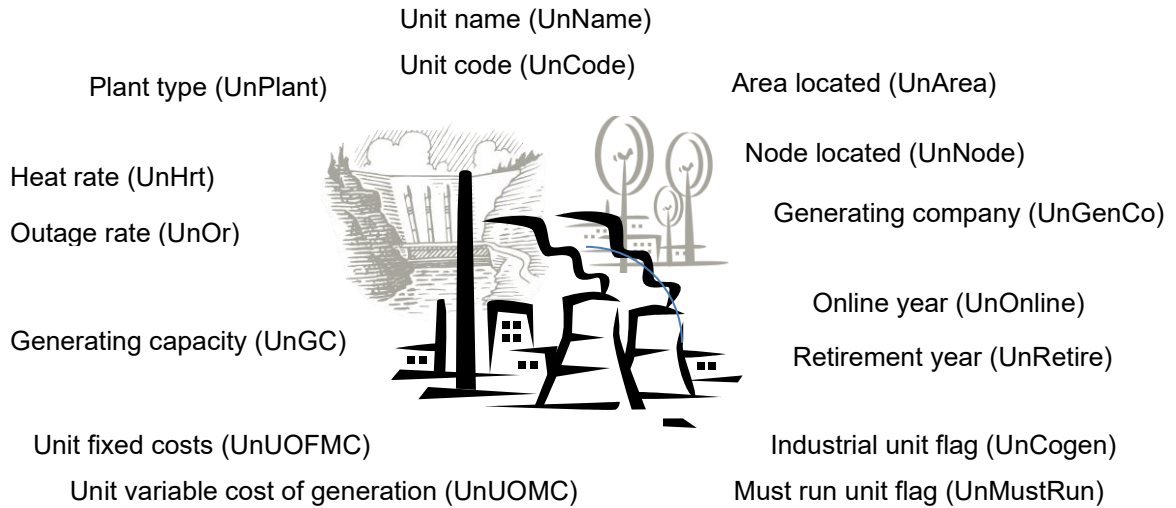 Unit name (UnName)
Unit code (UnCode)
Plant type (UnPlant)
Area located (UnArea)
Node located (UnNode)
Heat rate (UnHrt)
Generating company (UnGenCo)
Outage rate (UnOr)
Online year (UnOnline)
Generating capacity (UnGC)
Retirement year (UnRetire)
Unit fixed costs (UnUOFMC)
Industrial unit flag (UnCogen)
Unit variable cost of generation (UnUOMC)
Must run unit flag (UnMustRun)